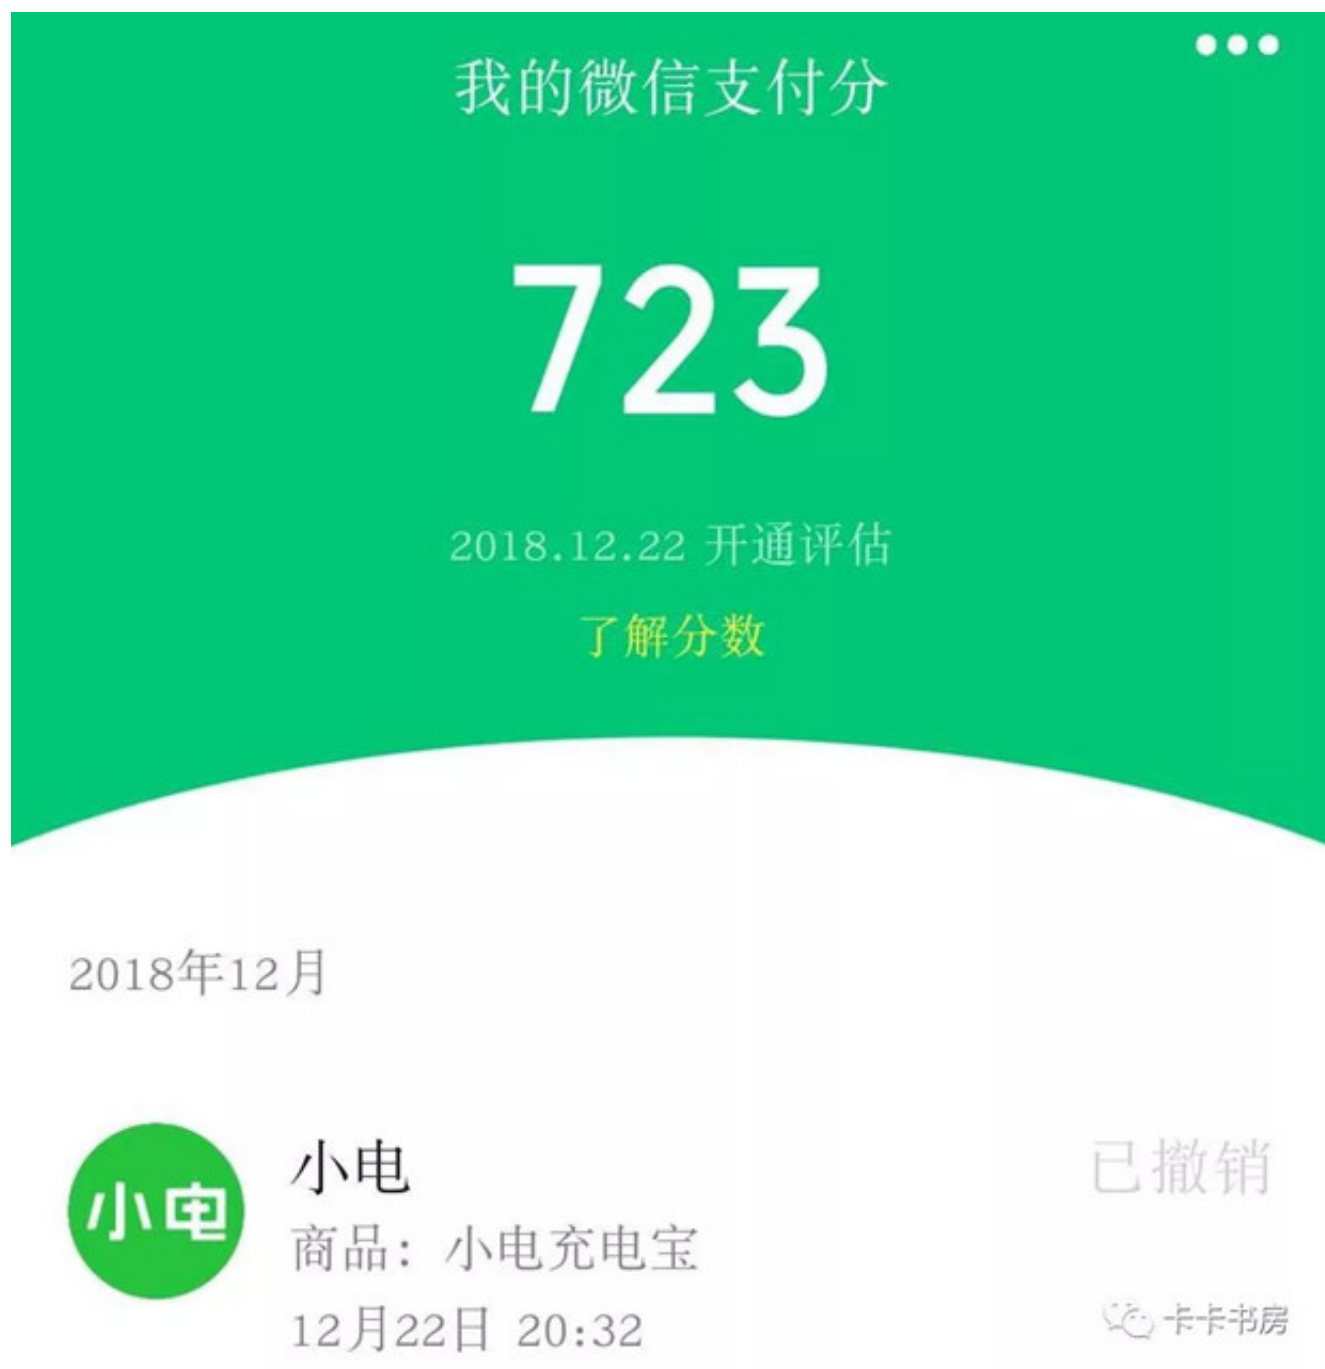 我的微信支付分
723
2018.12.22 开通评估
了解分数
2018年12月
小电
小电
已撤销
商品：小电充电宝
12月22日 20:32
卡卡书房